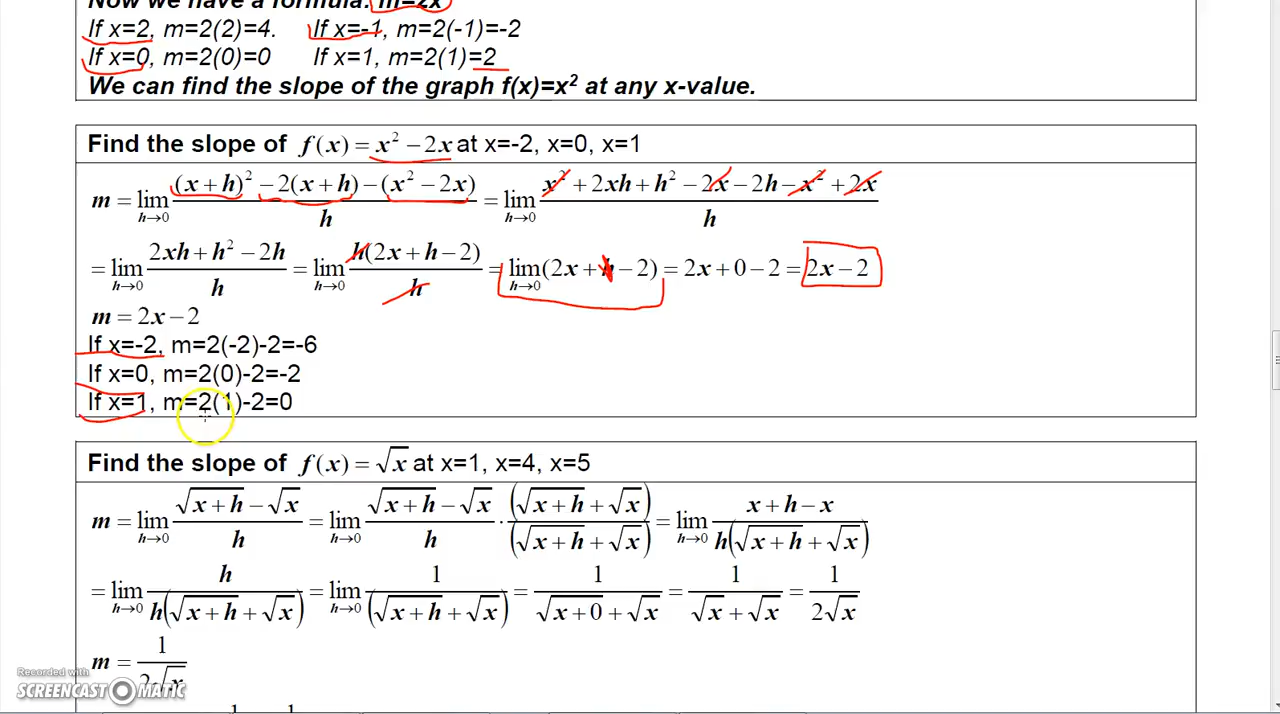 Now we have a formula: m=2x
If x=2, m=2(2)=4. If x=-1, m=2(-1)=-2
If x=0, m=2(0)=0 If x=1, m=2(1)=2
We can find the slope of the graph f(x)=x² at any x-value.
Find the slope of f(x) = x² − 2x at x=-2, x=0, x=1
m = lim h→0 ((x + h)² − 2(x + h) − (x² − 2x))/h = lim h→0 (x² + 2xh + h² − 2x − 2h − x² + 2x)/h
= lim h→0 (2xh + h² − 2h)/h = lim h→0 h(2x + h − 2)/h = lim h→0 (2x + h − 2) = 2x + 0 − 2 = 2x − 2
m = 2x − 2
If x=-2, m=2(-2)-2=-6
If x=0, m=2(0)-2=-2
If x=1, m=2(1)-2=0
Find the slope of f(x) = √x at x=1, x=4, x=5
m = lim h→0 (√(x + h) − √x)/h = lim h→0 (√(x + h) − √x)/h · (√(x + h) + √x)/(√(x + h) + √x) = lim h→0 (x + h − x)/(h(√(x + h) + √x))
= lim h→0 h/(h(√(x + h) + √x)) = lim h→0 1/(√(x + h) + √x) = 1/(√(x + 0) + √x) = 1/(√x + √x) = 1/(2√x)
m = 1/(2√x)
Recorded with
SCREENCAST MATIC